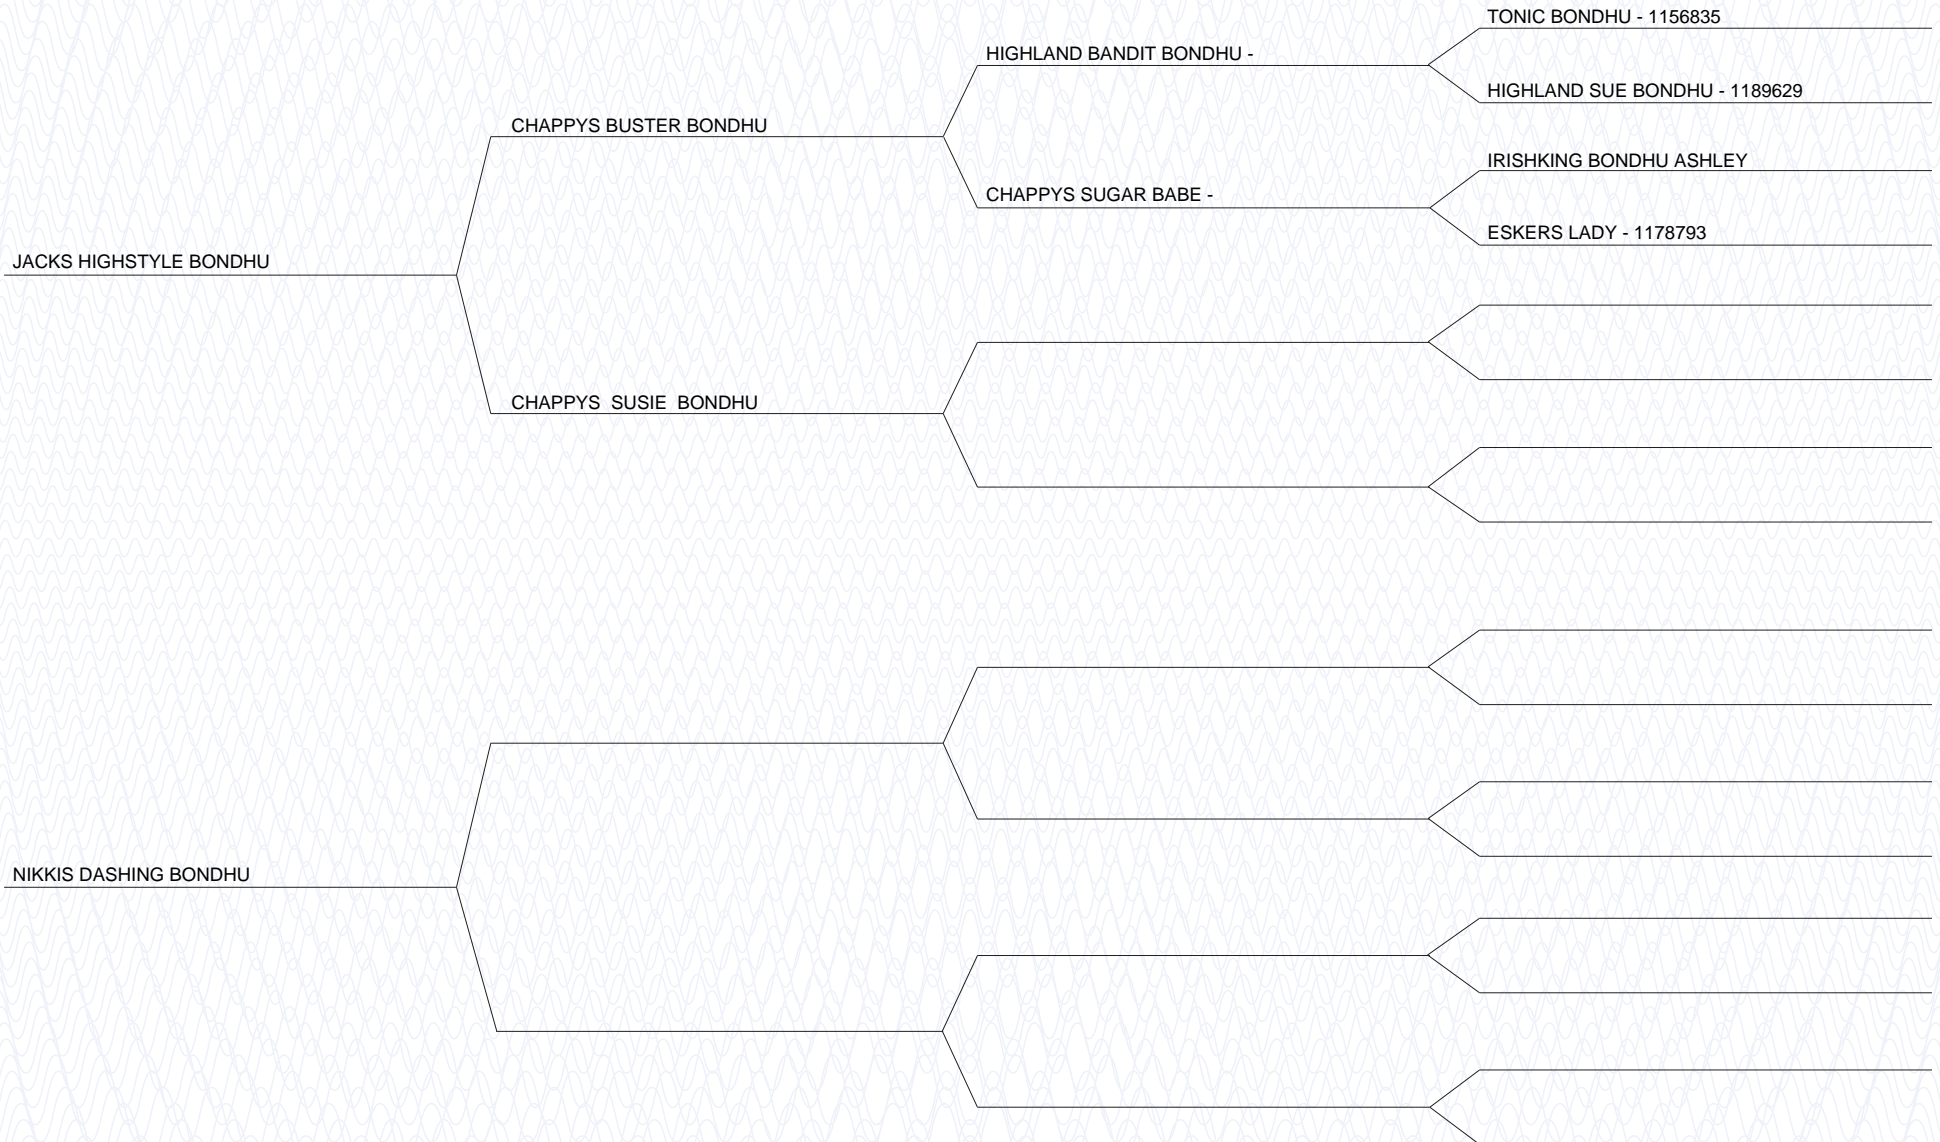 TONIC BONDHU - 1156835
HIGHLAND BANDIT BONDHU -
HIGHLAND SUE BONDHU - 1189629
CHAPPYS BUSTER BONDHU
IRISHKING BONDHU ASHLEY
CHAPPYS SUGAR BABE -
ESKERS LADY - 1178793
JACKS HIGHSTYLE BONDHU
CHAPPYS  SUSIE  BONDHU
NIKKIS DASHING BONDHU